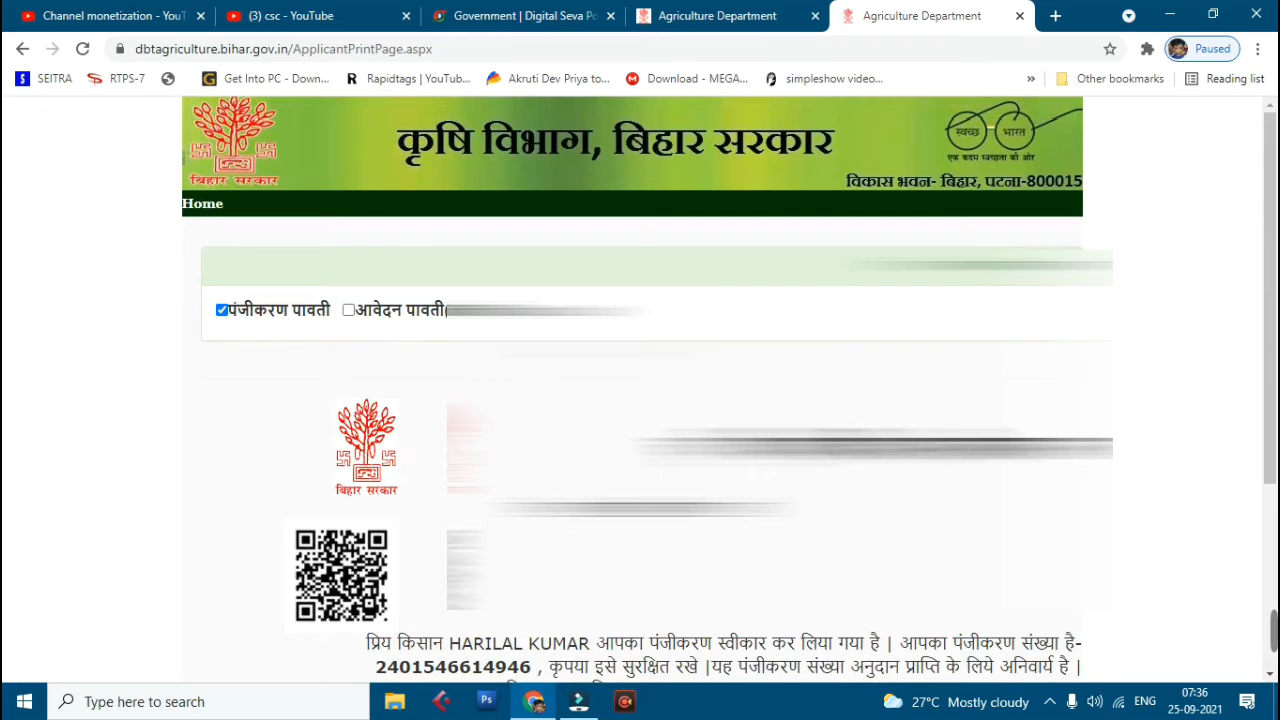 Channel monetization - YouT
(3) csc - YouTube
Government | Digital Seva Po
Agriculture Department
Agriculture Department
dbtagriculture.bihar.gov.in/ApplicantPrintPage.aspx
Paused
SEITRA
RTPS-7
Get Into PC - Down...
Rapidtags | YouTub...
Akruti Dev Priya to...
Download - MEGA...
simpleshow video...
»
Other bookmarks
Reading list
बिहार सरकार
कृषि विभाग, बिहार सरकार
स्वच्छ भारत
एक कदम स्वच्छता की ओर
विकास भवन- बिहार, पटना-800015
Home
पंजीकरण पावती
आवेदन पावती(
बिहार सरकार
प्रिय किसान HARILAL KUMAR आपका पंजीकरण स्वीकार कर लिया गया है | आपका पंजीकरण संख्या है-
2401546614946 , कृपया इसे सुरक्षित रखे |यह पंजीकरण संख्या अनुदान प्राप्ति के लिये अनिवार्य है |
Type here to search
Ps
27°C Mostly cloudy
ENG
07:36
25-09-2021